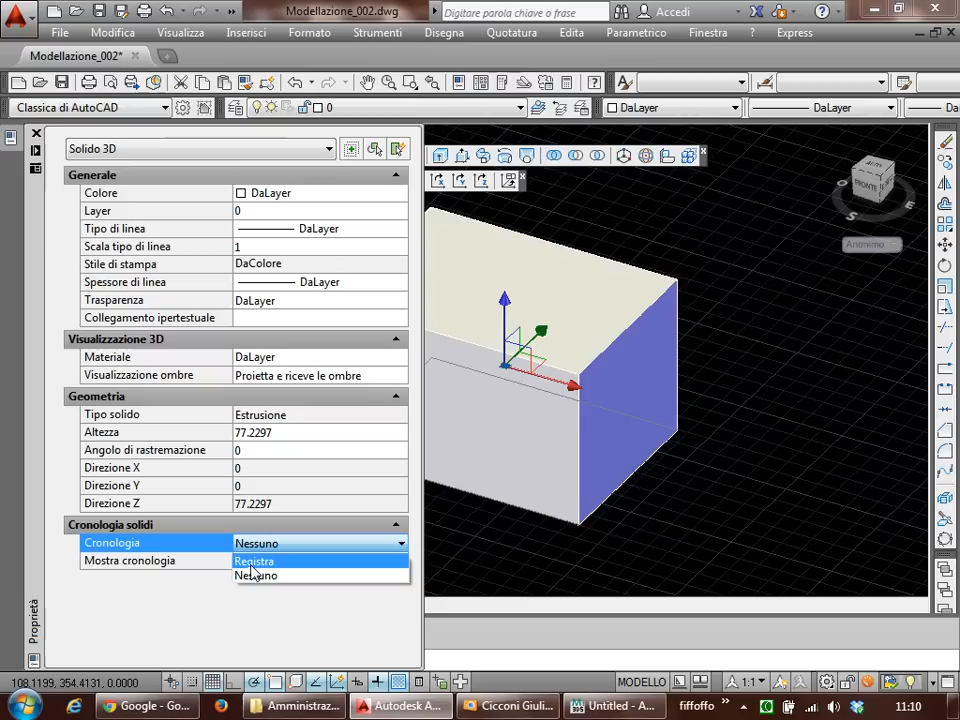 Modellazione_002.dwg
Digitare parola chiave o frase
Accedi
File Modifica Visualizza Inserisci Formato Strumenti Disegna Quotatura Edita Parametrico Finestra ? Express
Modellazione_002*
Classica di AutoCAD
0
DaLayer
DaLayer
Solido 3D
Generale
Colore DaLayer
Layer 0
Tipo di linea DaLayer
Scala tipo di linea 1
Stile di stampa DaColore
Spessore di linea DaLayer
Trasparenza DaLayer
Collegamento ipertestuale
Visualizzazione 3D
Materiale DaLayer
Visualizzazione ombre Proietta e riceve le ombre
Geometria
Tipo solido Estrusione
Altezza 77.2297
Angolo di rastremazione 0
Direzione X 0
Direzione Y 0
Direzione Z 77.2297
Cronologia solidi
Cronologia Nessuno
Mostra cronologia
Registra
Nessuno
Proprietà
ALTO
FRONTE
O
S
E
Anonimo
108.1199, 354.4131, 0.0000
MODELLO
1:1
Google - Go...
Amministraz...
Autodesk A...
Cicconi Giuli...
Untitled - A...
fiffoffo
11:10